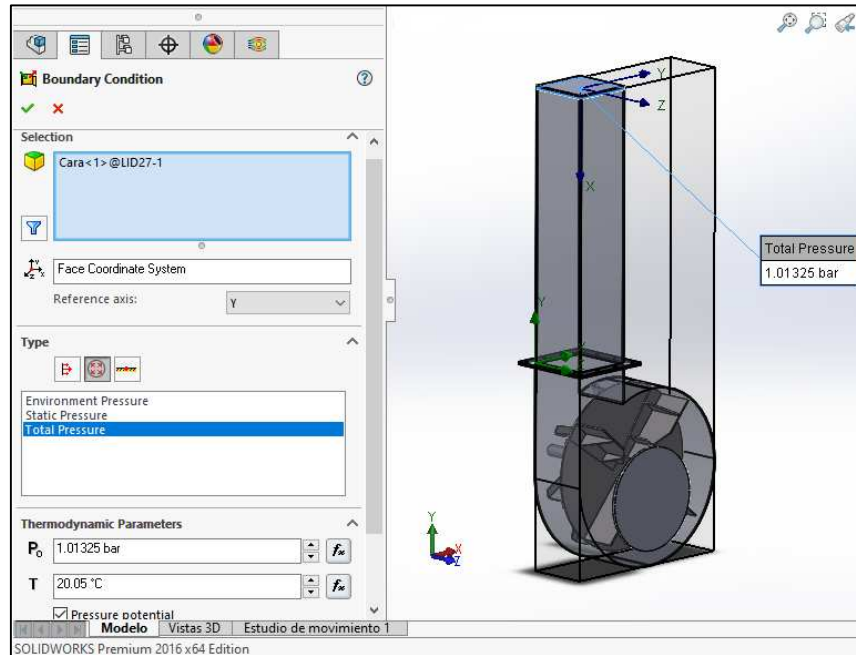 Boundary Condition
Selection
Cara<1>@LID27-1
Face Coordinate System
Reference axis:
Y
Type
Environment Pressure
Static Pressure
Total Pressure
Thermodynamic Parameters
P₀ 1.01325 bar
T 20.05 °C
Pressure potential
Modelo Vistas 3D Estudio de movimiento 1
SOLIDWORKS Premium 2016 x64 Edition
Y
Z
X
Total Pressure
1.01325 bar
Y
Y
X
Z